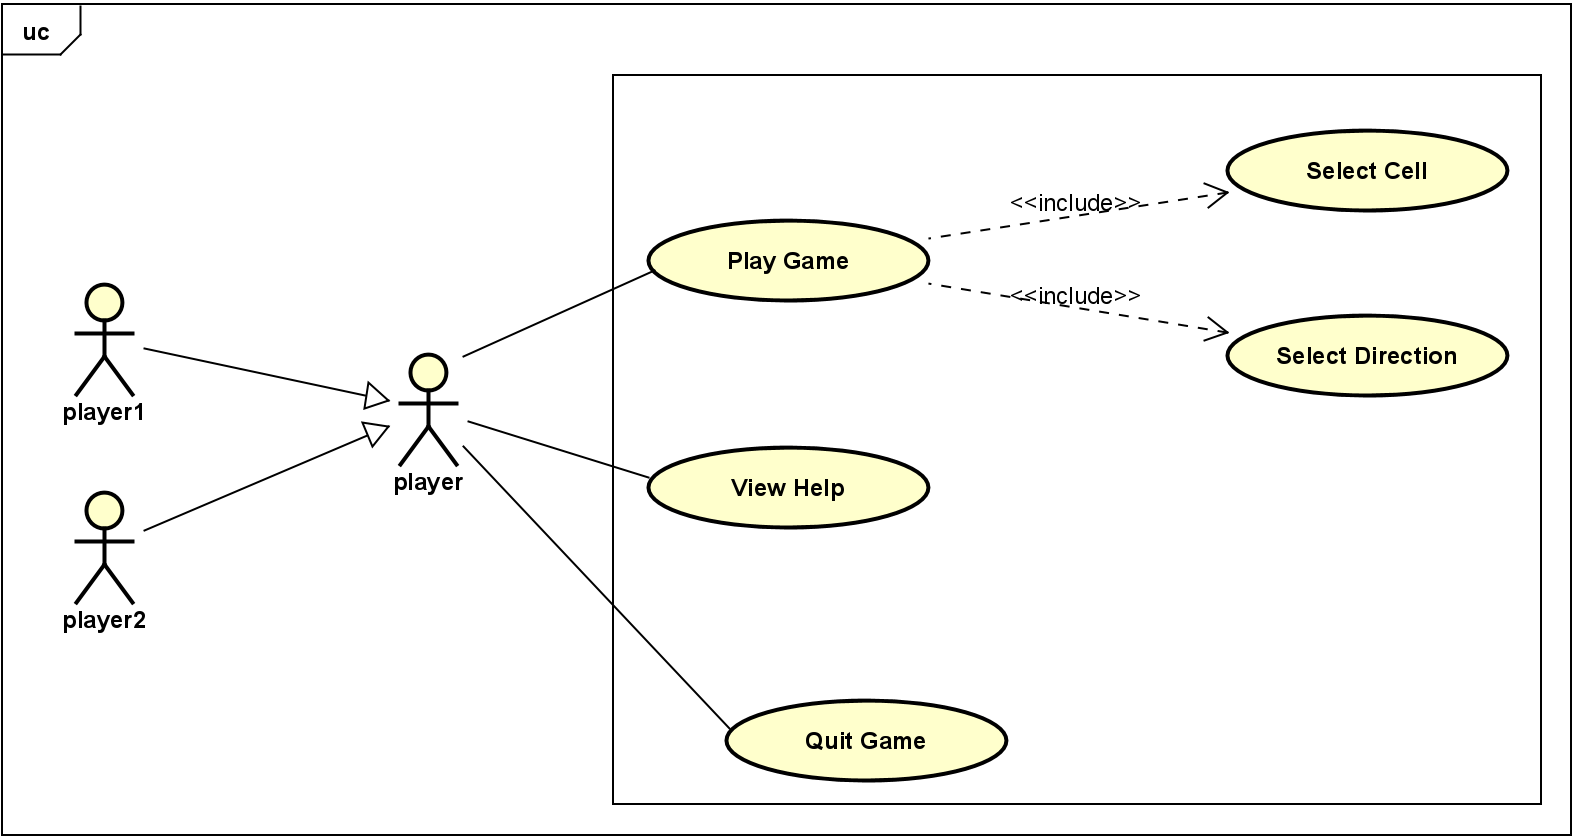 uc
Select Cell
<<include>>
Play Game
<<include>>
Select Direction
player1
player
View Help
player2
Quit Game